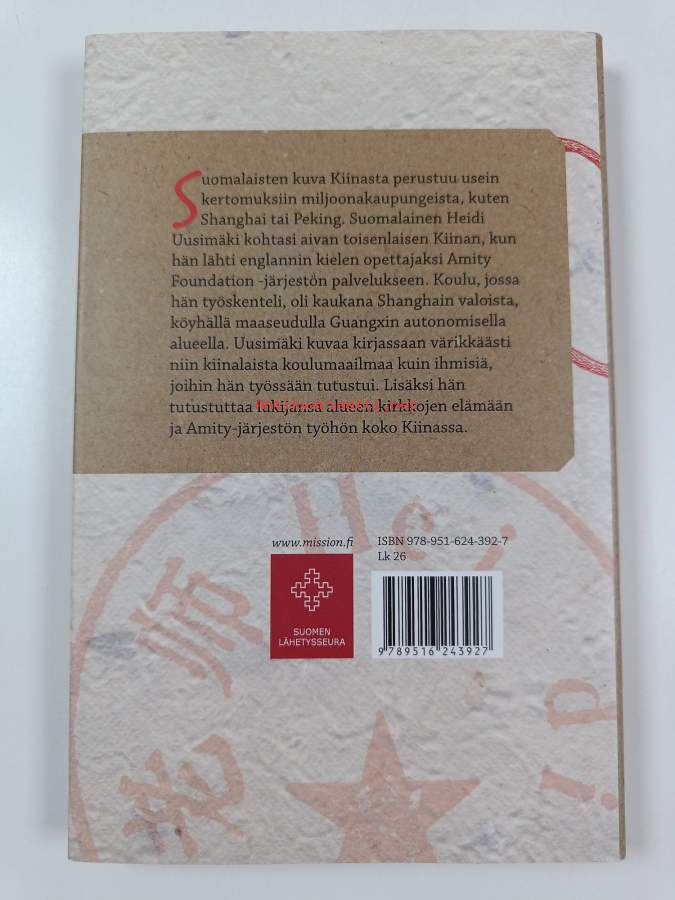 Suomalaisten kuva Kiinasta perustuu usein
kertomuksiin miljoonakaupungeista, kuten
Shanghai tai Peking. Suomalainen Heidi
Uusimäki kohtasi aivan toisenlaisen Kiinan, kun
hän lähti englannin kielen opettajaksi Amity
Foundation -järjestön palvelukseen. Koulu, jossa
hän työskenteli, oli kaukana Shanghain valoista,
köyhällä maaseudulla Guangxin autonomisella
alueella. Uusimäki kuvaa kirjassaan värikkäästi
niin kiinalaista koulumaailmaa kuin ihmisiä,
joihin hän työssään tutustui. Lisäksi hän
tutustuttaa lukijansa alueen kirkkojen elämään
ja Amity-järjestön työhön koko Kiinassa.
He
师
老
di
www.mission.fi
ISBN 978-951-624-392-7
Lk 26
SUOMEN
LÄHETYSSEURA
9 789516 243927